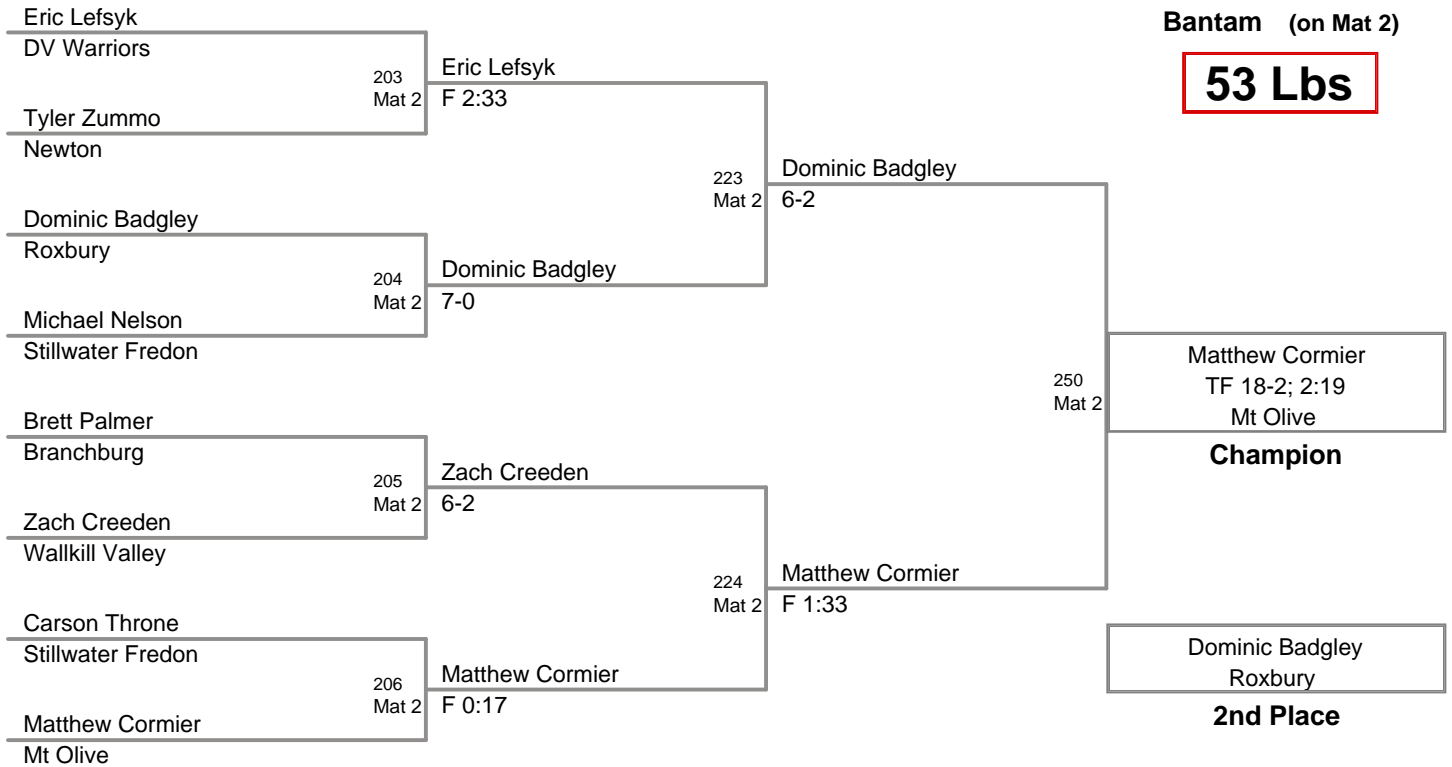 Bantam (on Mat 2)
53 Lbs
Eric Lefsyk
DV Warriors
203
Mat 2
Tyler Zummo
Newton
Eric Lefsyk
F 2:33
Dominic Badgley
Roxbury
204
Mat 2
Michael Nelson
Stillwater Fredon
Dominic Badgley
7-0
223
Mat 2
Dominic Badgley
6-2
Brett Palmer
Branchburg
205
Mat 2
Zach Creeden
Wallkill Valley
Zach Creeden
6-2
Carson Throne
Stillwater Fredon
206
Mat 2
Matthew Cormier
Mt Olive
Matthew Cormier
F 0:17
224
Mat 2
Matthew Cormier
F 1:33
250
Mat 2
Matthew Cormier
TF 18-2; 2:19
Mt Olive
Champion
Dominic Badgley
Roxbury
2nd Place